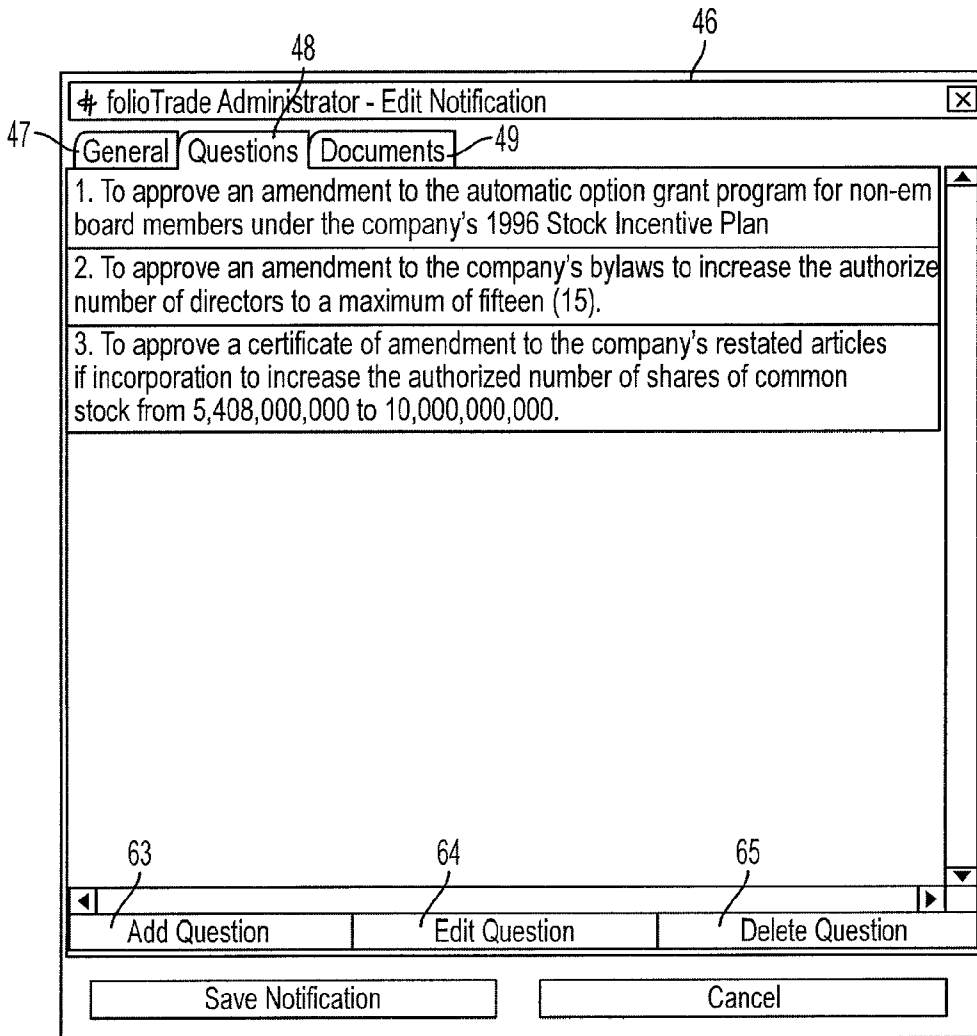 46
48
folioTrade Administrator - Edit Notification
47
General Questions Documents 49
1. To approve an amendment to the automatic option grant program for non-em
board members under the company's 1996 Stock Incentive Plan
2. To approve an amendment to the company's bylaws to increase the authorize
number of directors to a maximum of fifteen (15).
3. To approve a certificate of amendment to the company's restated articles
if incorporation to increase the authorized number of shares of common
stock from 5,408,000,000 to 10,000,000,000.
63 64 65
Add Question Edit Question Delete Question
Save Notification Cancel